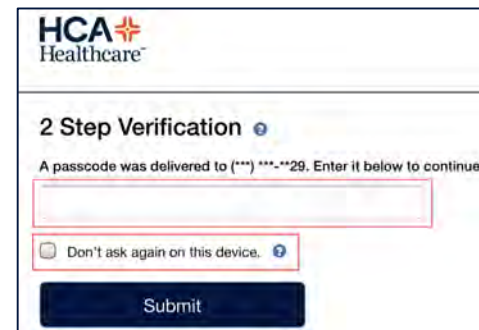 HCA
Healthcare™
2 Step Verification ?
A passcode was delivered to (***) ***-**29. Enter it below to continue
Don't ask again on this device. ?
Submit